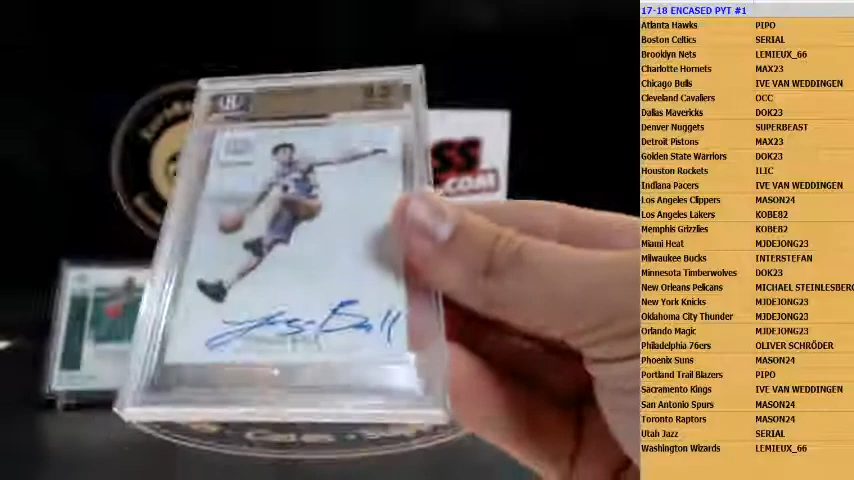 17-18 ENCASED PYT #1
Atlanta Hawks PIPO
Boston Celtics SERIAL
Brooklyn Nets LEMIEUX_66
Charlotte Hornets MAX23
Chicago Bulls IVE VAN WEDDINGEN
Cleveland Cavaliers OCC
Dallas Mavericks DOK23
Denver Nuggets SUPERBEAST
Detroit Pistons MAX23
Golden State Warriors DOK23
Houston Rockets ILIC
Indiana Pacers IVE VAN WEDDINGEN
Los Angeles Clippers MASON24
Los Angeles Lakers KOBE82
Memphis Grizzlies KOBE82
Miami Heat MJDEJONG23
Milwaukee Bucks INTERSTEFAN
Minnesota Timberwolves DOK23
New Orleans Pelicans MICHAEL STEINLESBERG
New York Knicks MJDEJONG23
Oklahoma City Thunder MJDEJONG23
Orlando Magic MJDEJONG23
Philadelphia 76ers OLIVER SCHRÖDER
Phoenix Suns MASON24
Portland Trail Blazers PIPO
Sacramento Kings IVE VAN WEDDINGEN
San Antonio Spurs MASON24
Toronto Raptors MASON24
Utah Jazz SERIAL
Washington Wizards LEMIEUX_66
SS
.COM